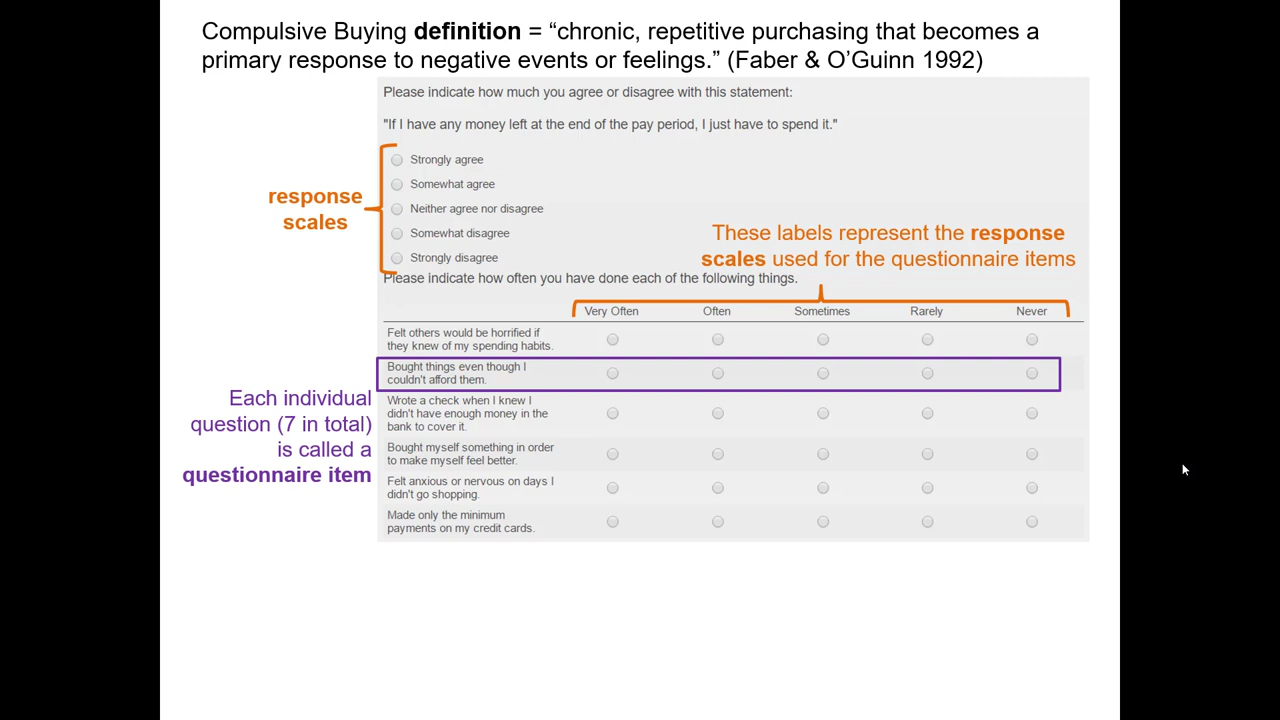 Compulsive Buying definition = “chronic, repetitive purchasing that becomes a
primary response to negative events or feelings.” (Faber & O’Guinn 1992)
Please indicate how much you agree or disagree with this statement:
"If I have any money left at the end of the pay period, I just have to spend it."
Strongly agree
Somewhat agree
Neither agree nor disagree
Somewhat disagree
Strongly disagree
response
scales
These labels represent the response
scales used for the questionnaire items
Please indicate how often you have done each of the following things.
Very Often Often Sometimes Rarely Never
Felt others would be horrified if
they knew of my spending habits.
Bought things even though I
couldn't afford them.
Wrote a check when I knew I
didn't have enough money in the
bank to cover it.
Bought myself something in order
to make myself feel better.
Felt anxious or nervous on days I
didn't go shopping.
Made only the minimum
payments on my credit cards.
Each individual
question (7 in total)
is called a
questionnaire item